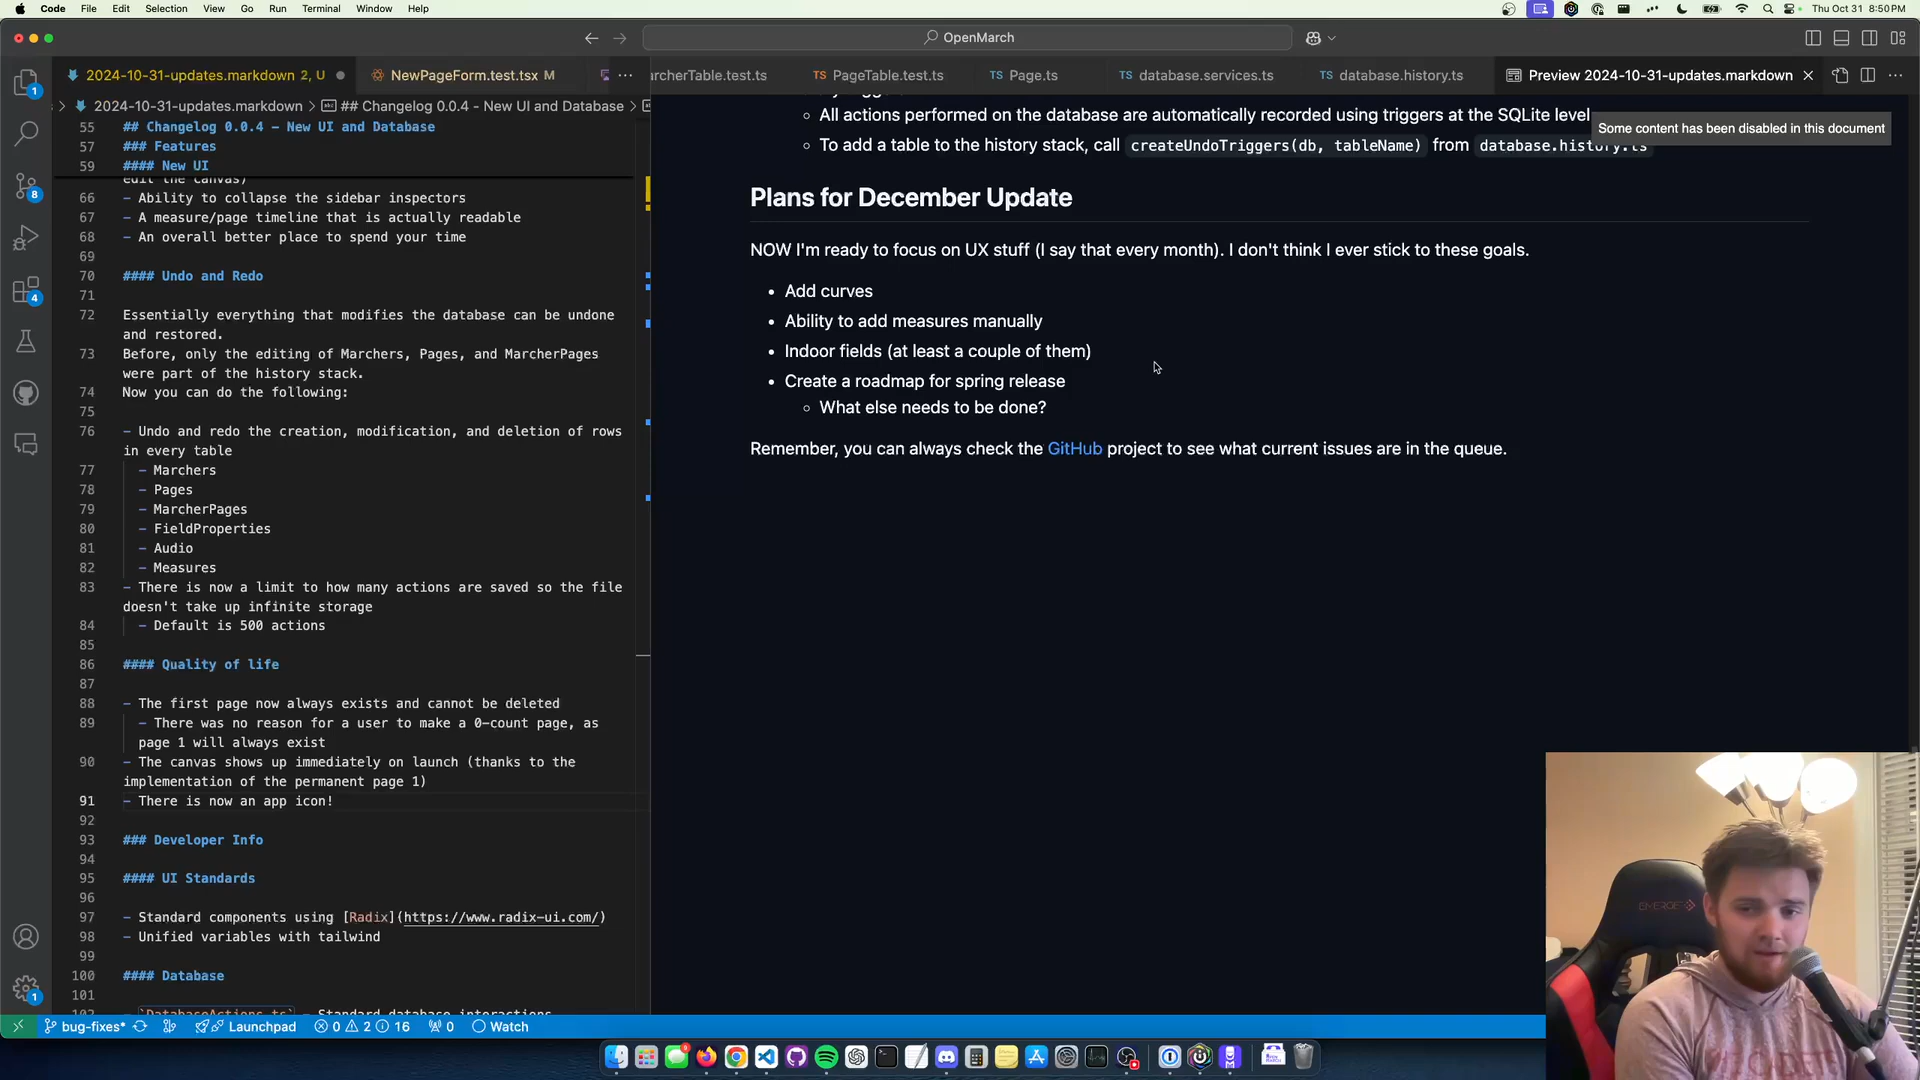 Code File Edit Selection View Go Run Terminal Window Help
Thu Oct 31 8:50 PM
OpenMarch
2024-10-31-updates.markdown 2, U
NewPageForm.test.tsx M
archerTable.test.ts
PageTable.test.ts
Page.ts
database.services.ts
database.history.ts
Preview 2024-10-31-updates.markdown
2024-10-31-updates.markdown > ## Changelog 0.0.4 - New UI and Database >
55 ## Changelog 0.0.4 - New UI and Database
57 ### Features
59 #### New UI
edit the canvas)
66 - Ability to collapse the sidebar inspectors
67 - A measure/page timeline that is actually readable
68 - An overall better place to spend your time
69
70 #### Undo and Redo
71
72 Essentially everything that modifies the database can be undone
and restored.
73 Before, only the editing of Marchers, Pages, and MarcherPages
were part of the history stack.
74 Now you can do the following:
75
76 - Undo and redo the creation, modification, and deletion of rows
in every table
77 - Marchers
78 - Pages
79 - MarcherPages
80 - FieldProperties
81 - Audio
82 - Measures
83 - There is now a limit to how many actions are saved so the file
doesn't take up infinite storage
84 - Default is 500 actions
85
86 #### Quality of life
87
88 - The first page now always exists and cannot be deleted
89 - There was no reason for a user to make a 0-count page, as
page 1 will always exist
90 - The canvas shows up immediately on launch (thanks to the
implementation of the permanent page 1)
91 - There is now an app icon!
92
93 ### Developer Info
94
95 #### UI Standards
96
97 - Standard components using [Radix](https://www.radix-ui.com/)
98 - Unified variables with tailwind
99
100 #### Database
101
102 - `DatabaseActions.ts` - Standard database interactions
All actions performed on the database are automatically recorded using triggers at the SQLite level
Some content has been disabled in this document
To add a table to the history stack, call createUndoTriggers(db, tableName) from database.history.ts
Plans for December Update
NOW I'm ready to focus on UX stuff (I say that every month). I don't think I ever stick to these goals.
Add curves
Ability to add measures manually
Indoor fields (at least a couple of them)
Create a roadmap for spring release
What else needs to be done?
Remember, you can always check the GitHub project to see what current issues are in the queue.
1
8
4
1
EMERGE
bug-fixes* Launchpad 0 2 16 0 Watch